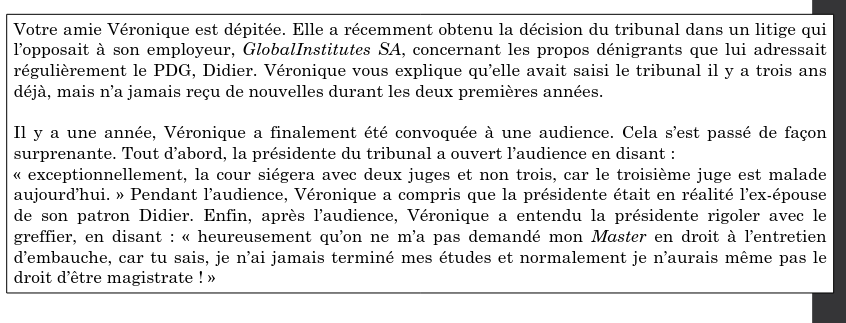 Votre amie Véronique est dépitée. Elle a récemment obtenu la décision du tribunal dans un litige qui
l'opposait à son employeur, GlobalInstitutes SA, concernant les propos dénigrants que lui adressait
régulièrement le PDG, Didier. Véronique vous explique qu'elle avait saisi le tribunal il y a trois ans
déjà, mais n'a jamais reçu de nouvelles durant les deux premières années.
Il y a une année, Véronique a finalement été convoquée à une audience. Cela s'est passé de façon
surprenante. Tout d'abord, la présidente du tribunal a ouvert l'audience en disant :
« exceptionnellement, la cour siégera avec deux juges et non trois, car le troisième juge est malade
aujourd'hui. » Pendant l'audience, Véronique a compris que la présidente était en réalité l'ex-épouse
de son patron Didier. Enfin, après l'audience, Véronique a entendu la présidente rigoler avec le
greffier, en disant : « heureusement qu'on ne m'a pas demandé mon Master en droit à l'entretien
d'embauche, car tu sais, je n'ai jamais terminé mes études et normalement je n'aurais même pas le
droit d'être magistrate ! »